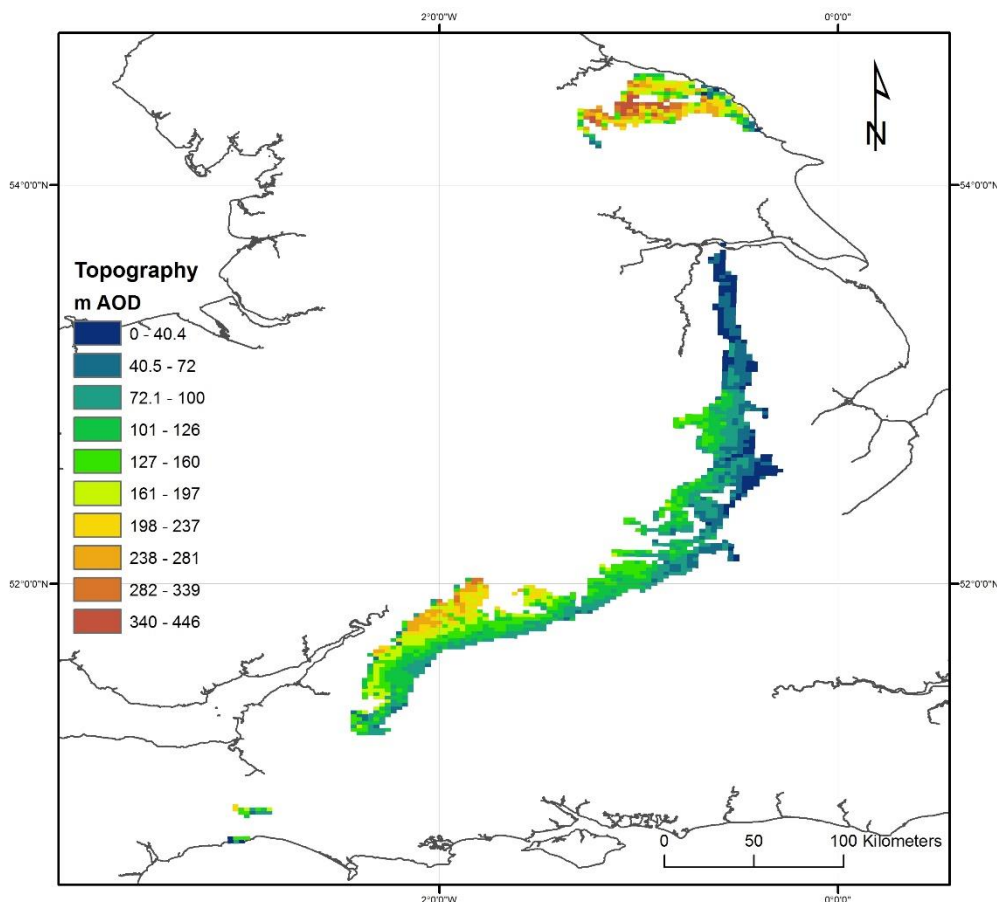 2°0'0"W 0°0'0"
N
54°0'0"N 54°0'0"N
Topography
m AOD
0 - 40.4
40.5 - 72
72.1 - 100
101 - 126
127 - 160
161 - 197
198 - 237
238 - 281
282 - 339
340 - 446
52°0'0"N 52°0'0"N
0 50 100 Kilometers
2°0'0"W 0°0'0"